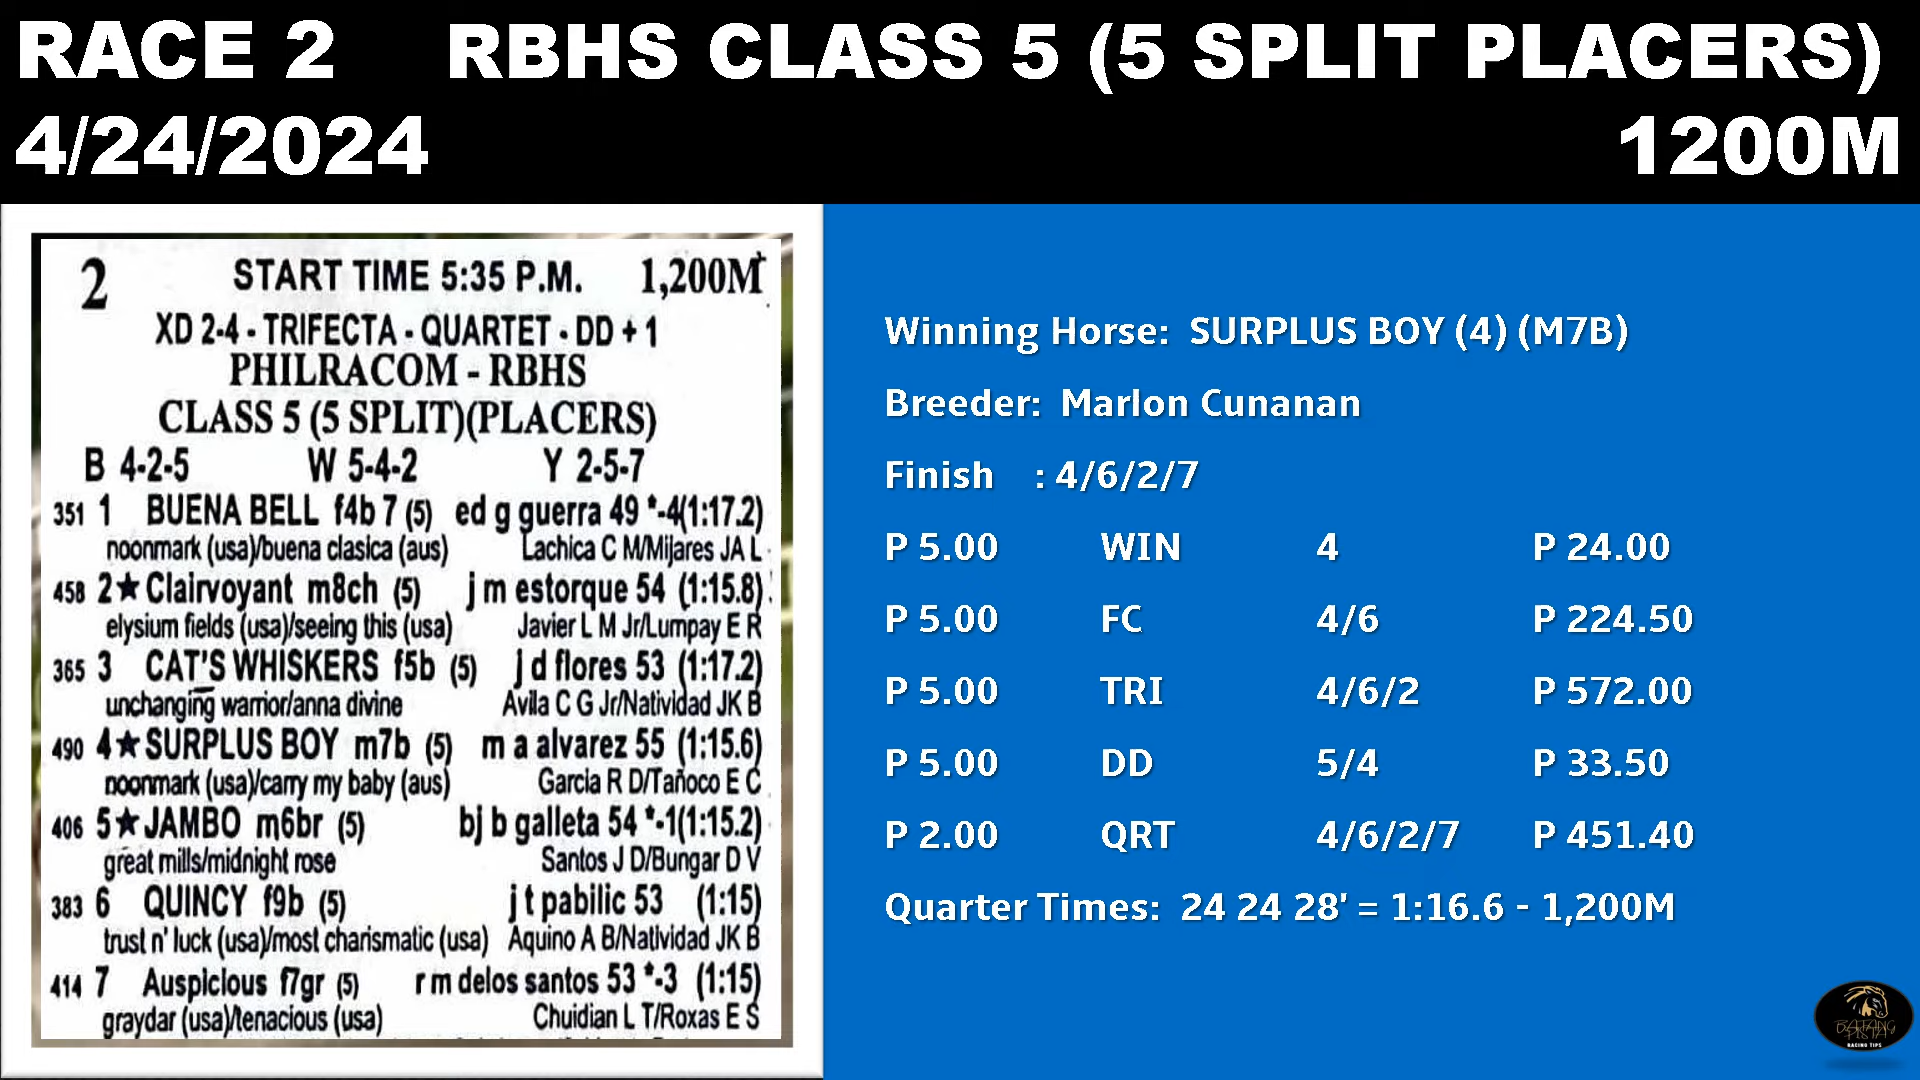 RACE 2 RBHS CLASS 5 (5 SPLIT PLACERS)
4/24/2024 1200M
2 START TIME 5:35 P.M. 1,200M
XD 2-4 - TRIFECTA - QUARTET - DD + 1
PHILRACOM - RBHS
CLASS 5 (5 SPLIT)(PLACERS)
B 4-2-5 W 5-4-2 Y 2-5-7
351 1 BUENA BELL f4b 7 (5) ed g guerra 49 *-4(1:17.2)
noonmark (usa)/buena clasica (aus) Lachica C M/Mijares JA L
458 2★ Clairvoyant m8ch (5) j m estorque 54 (1:15.8)
elysium fields (usa)/seeing this (usa) Javier L M Jr/Lumpay E R
365 3 CAT'S WHISKERS f5b (5) j d flores 53 (1:17.2)
unchanging warrior/anna divine Avila C G Jr/Natividad JK B
490 4★ SURPLUS BOY m7b (5) m a alvarez 55 (1:15.6)
noonmark (usa)/carry my baby (aus) Garcia R D/Tañoco E C
406 5★ JAMBO m6br (5) bj b galleta 54 *-1(1:15.2)
great mills/midnight rose Santos J D/Bungar D V
383 6 QUINCY f9b (5) j t pabilic 53 (1:15)
trust n' luck (usa)/most charismatic (usa) Aquino A B/Natividad JK B
414 7 Auspicious f7gr (5) r m delos santos 53 *-3 (1:15)
graydar (usa)/tenacious (usa) Chuidian L T/Roxas E S
Winning Horse: SURPLUS BOY (4) (M7B)
Breeder: Marlon Cunanan
Finish : 4/6/2/7
P 5.00 WIN 4 P 24.00
P 5.00 FC 4/6 P 224.50
P 5.00 TRI 4/6/2 P 572.00
P 5.00 DD 5/4 P 33.50
P 2.00 QRT 4/6/2/7 P 451.40
Quarter Times: 24 24 28' = 1:16.6 - 1,200M
BATANG
PISTA
RACING TIPS